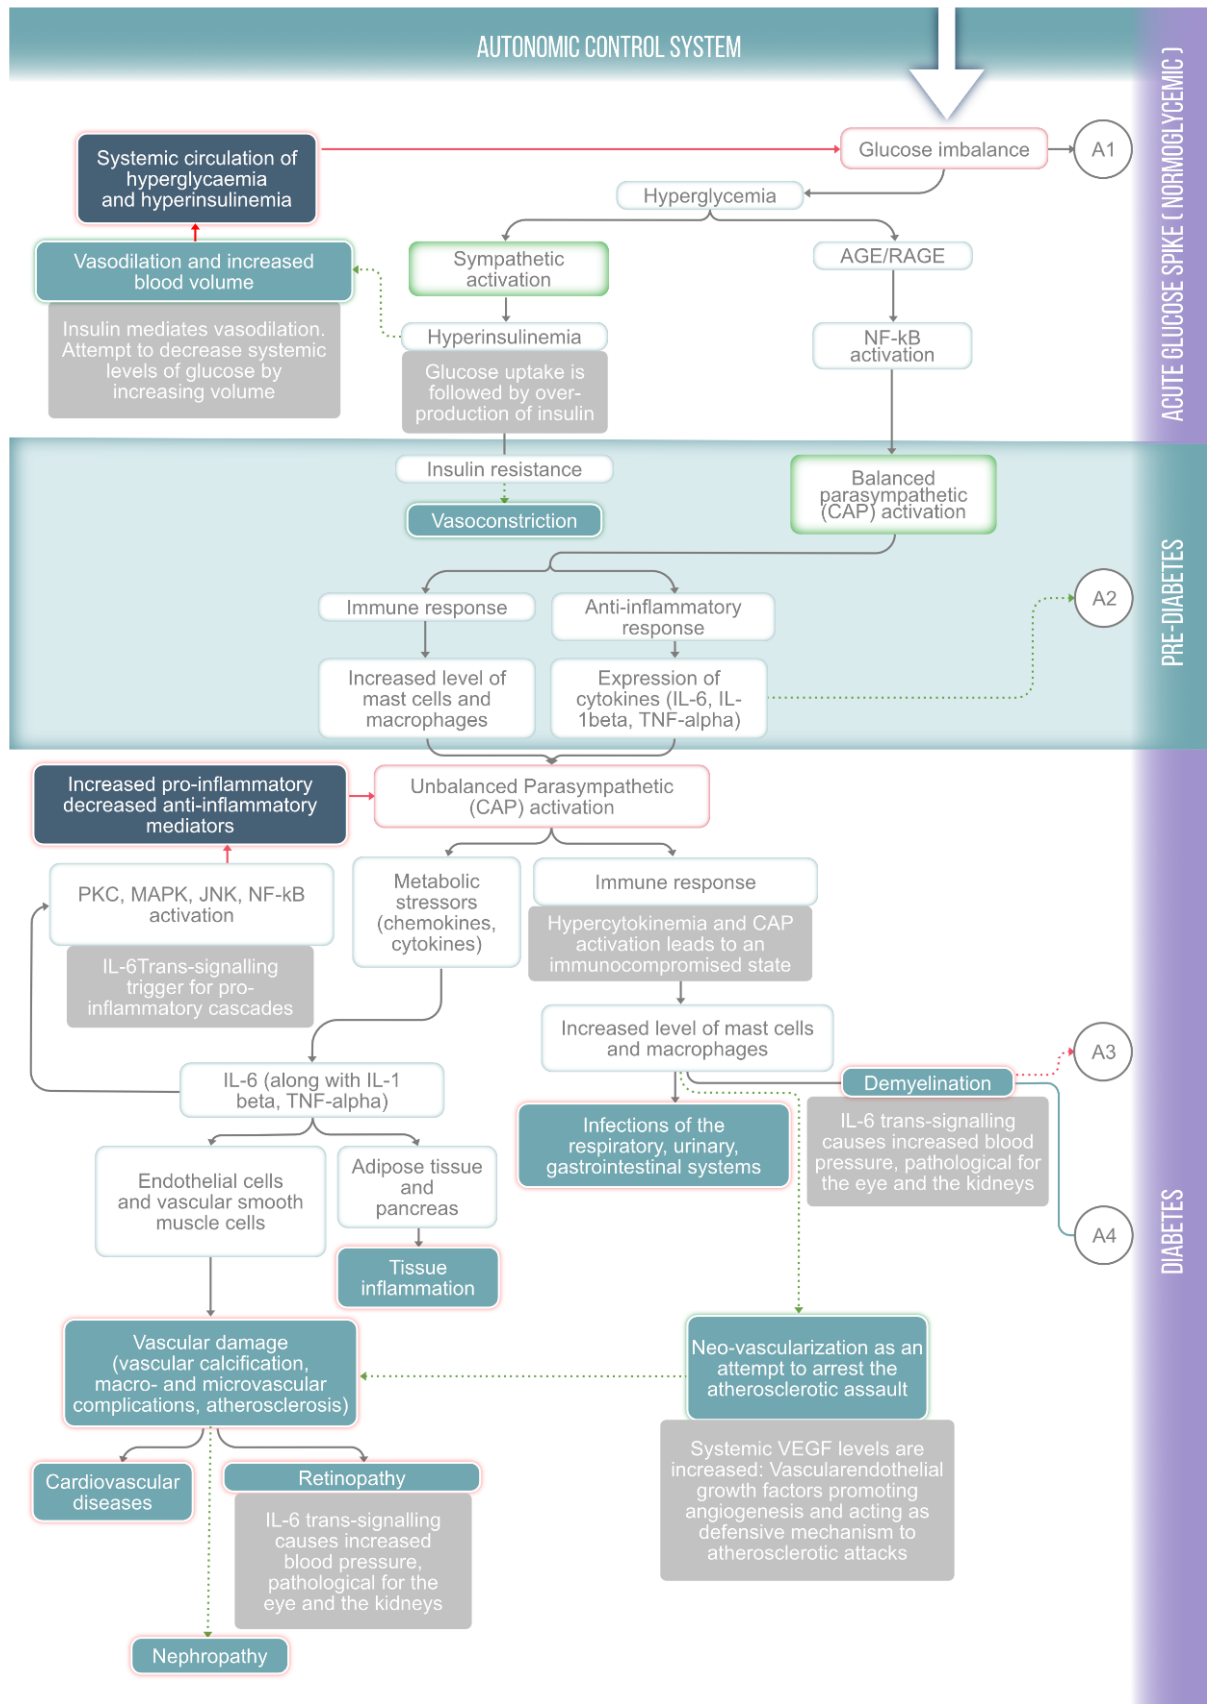 AUTONOMIC CONTROL SYSTEM
ACUTE GLUCOSE SPIKE ( NORMOGLYCEMIC )
Systemic circulation of
hyperglycaemia
and hyperinsulinemia
Glucose imbalance
A1
Hyperglycemia
Vasodilation and increased
blood volume
Insulin mediates vasodilation.
Attempt to decrease systemic
levels of glucose by
increasing volume
Sympathetic
activation
AGE/RAGE
Hyperinsulinemia
Glucose uptake is
followed by over-
production of insulin
NF-kB
activation
PRE-DIABETES
Insulin resistance
Vasoconstriction
Balanced
parasympathetic
(CAP) activation
Immune response
Anti-inflammatory
response
A2
Increased level of
mast cells and
macrophages
Expression of
cytokines (IL-6, IL-
1beta, TNF-alpha)
DIABETES
Increased pro-inflammatory
decreased anti-inflammatory
mediators
Unbalanced Parasympathetic
(CAP) activation
PKC, MAPK, JNK, NF-kB
activation
IL-6Trans-signalling
trigger for pro-
inflammatory cascades
Metabolic
stressors
(chemokines,
cytokines)
Immune response
Hypercytokinemia and CAP
activation leads to an
immunocompromised state
Increased level of mast cells
and macrophages
A3
IL-6 (along with IL-1
beta, TNF-alpha)
Demyelination
IL-6 trans-signalling
causes increased blood
pressure, pathological for
the eye and the kidneys
Infections of the
respiratory, urinary,
gastrointestinal systems
Endothelial cells
and vascular smooth
muscle cells
Adipose tissue
and
pancreas
A4
Tissue
inflammation
Vascular damage
(vascular calcification,
macro- and microvascular
complications, atherosclerosis)
Neo-vascularization as an
attempt to arrest the
atherosclerotic assault
Systemic VEGF levels are
increased: Vascularendothelial
growth factors promoting
angiogenesis and acting as
defensive mechanism to
atherosclerotic attacks
Cardiovascular
diseases
Retinopathy
IL-6 trans-signalling
causes increased
blood pressure,
pathological for the
eye and the kidneys
Nephropathy